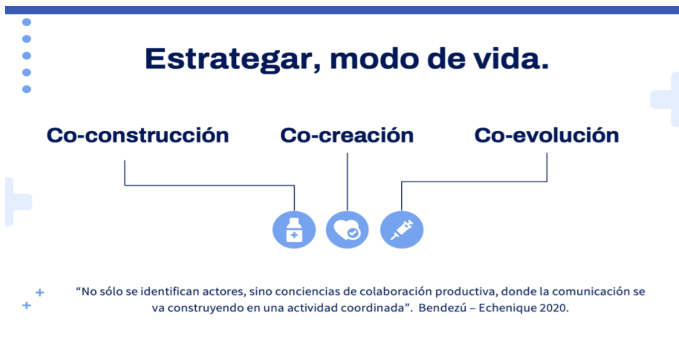 Estrategar, modo de vida.
Co-construcción
Co-creación
Co-evolución
“No sólo se identifican actores, sino conciencias de colaboración productiva, donde la comunicación se
va construyendo en una actividad coordinada”. Bendezú – Echenique 2020.